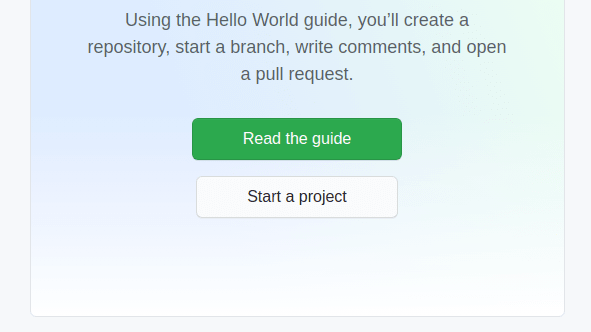 Using the Hello World guide, you’ll create a
repository, start a branch, write comments, and open
a pull request.
Read the guide
Start a project